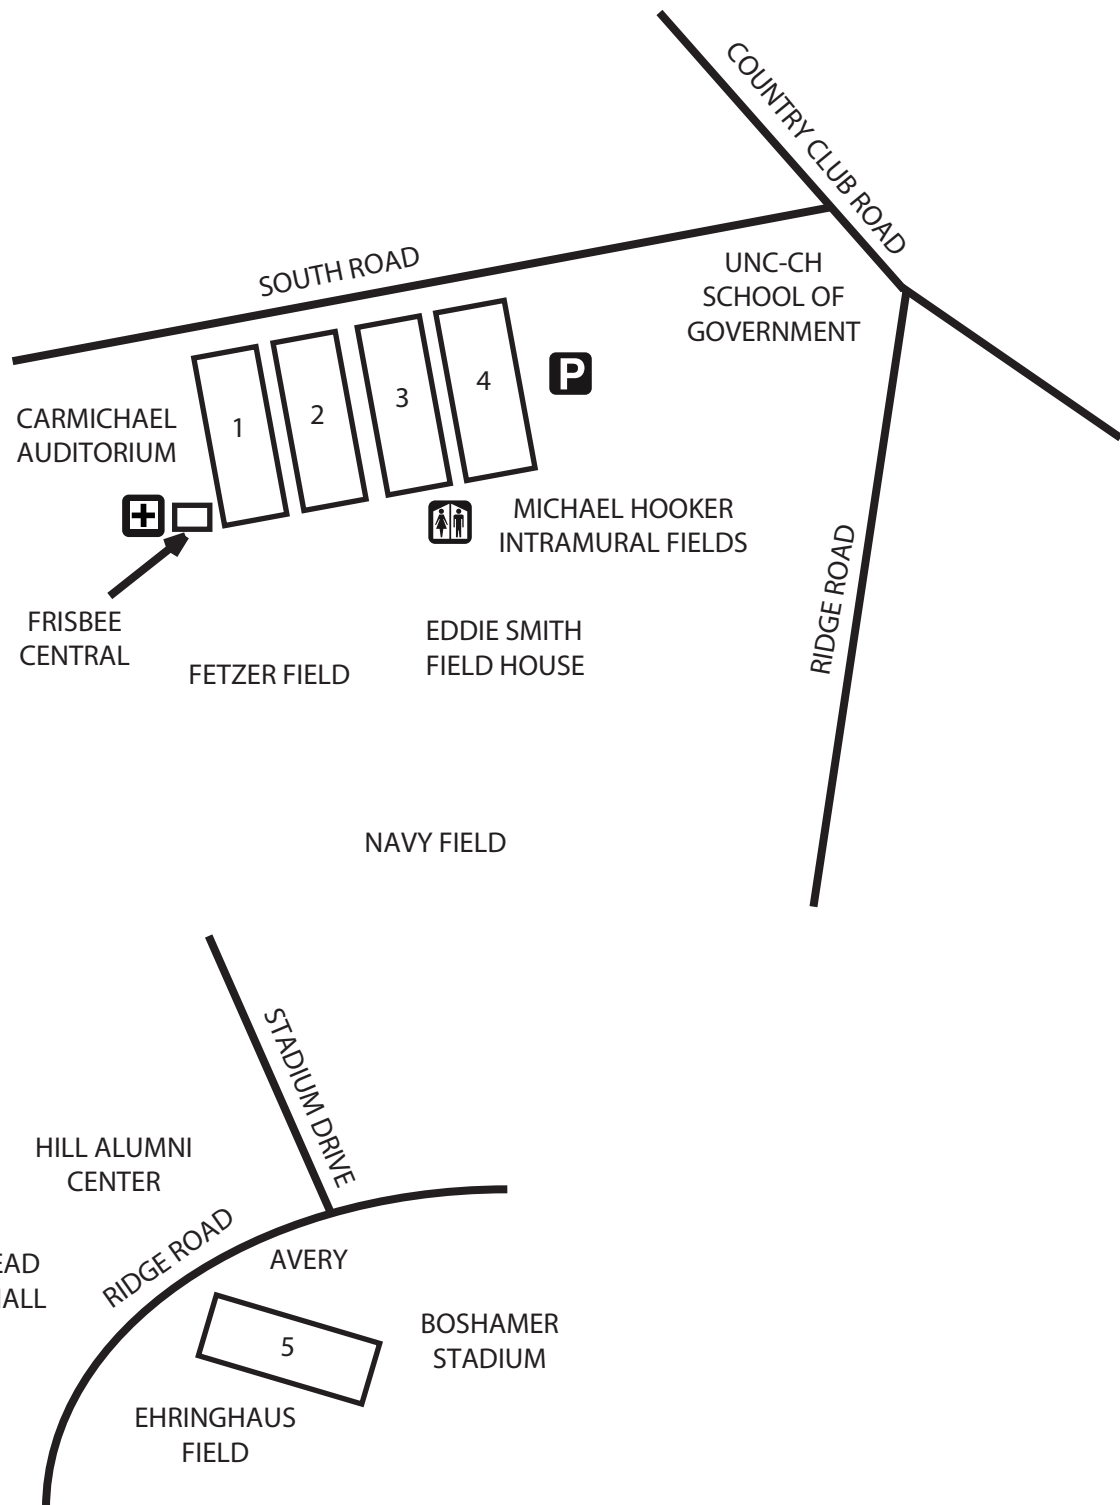 COUNTRY CLUB ROAD
SOUTH ROAD
UNC-CH
SCHOOL OF
GOVERNMENT
P
1
2
3
4
CARMICHAEL
AUDITORIUM
MICHAEL HOOKER
INTRAMURAL FIELDS
RIDGE ROAD
FRISBEE
CENTRAL
EDDIE SMITH
FIELD HOUSE
FETZER FIELD
NAVY FIELD
STADIUM DRIVE
HILL ALUMNI
CENTER
RIDGE ROAD
AVERY
EAD
HALL
5
BOSHAMER
STADIUM
EHRINGHAUS
FIELD